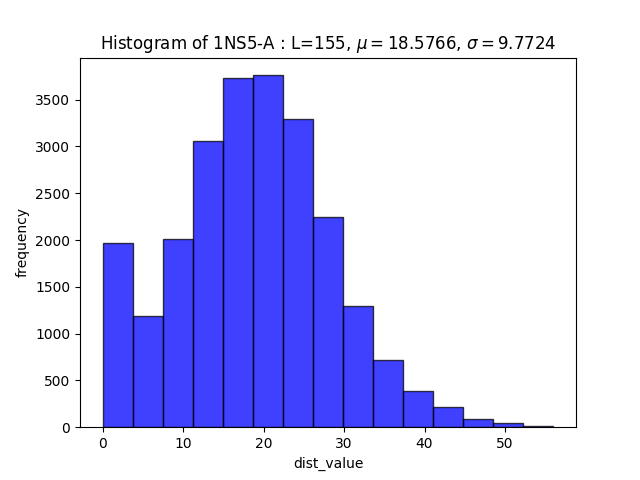 Histogram of 1NS5-A : L=155, μ = 18.5766, σ = 9.7724
frequency
3500
3000
2500
2000
1500
1000
500
0
0 10 20 30 40 50
dist_value